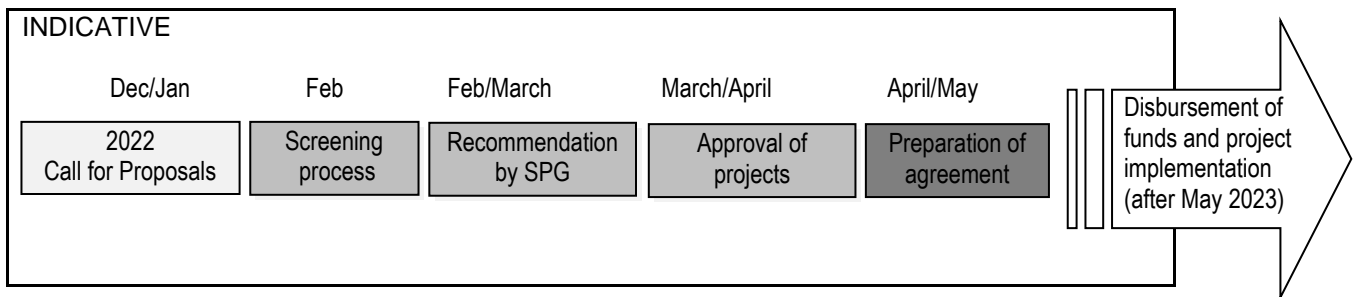 INDICATIVE
Dec/Jan
Feb
Feb/March
March/April
April/May
2022
Call for Proposals
Screening
process
Recommendation
by SPG
Approval of
projects
Preparation of
agreement
Disbursement of
funds and project
implementation
(after May 2023)